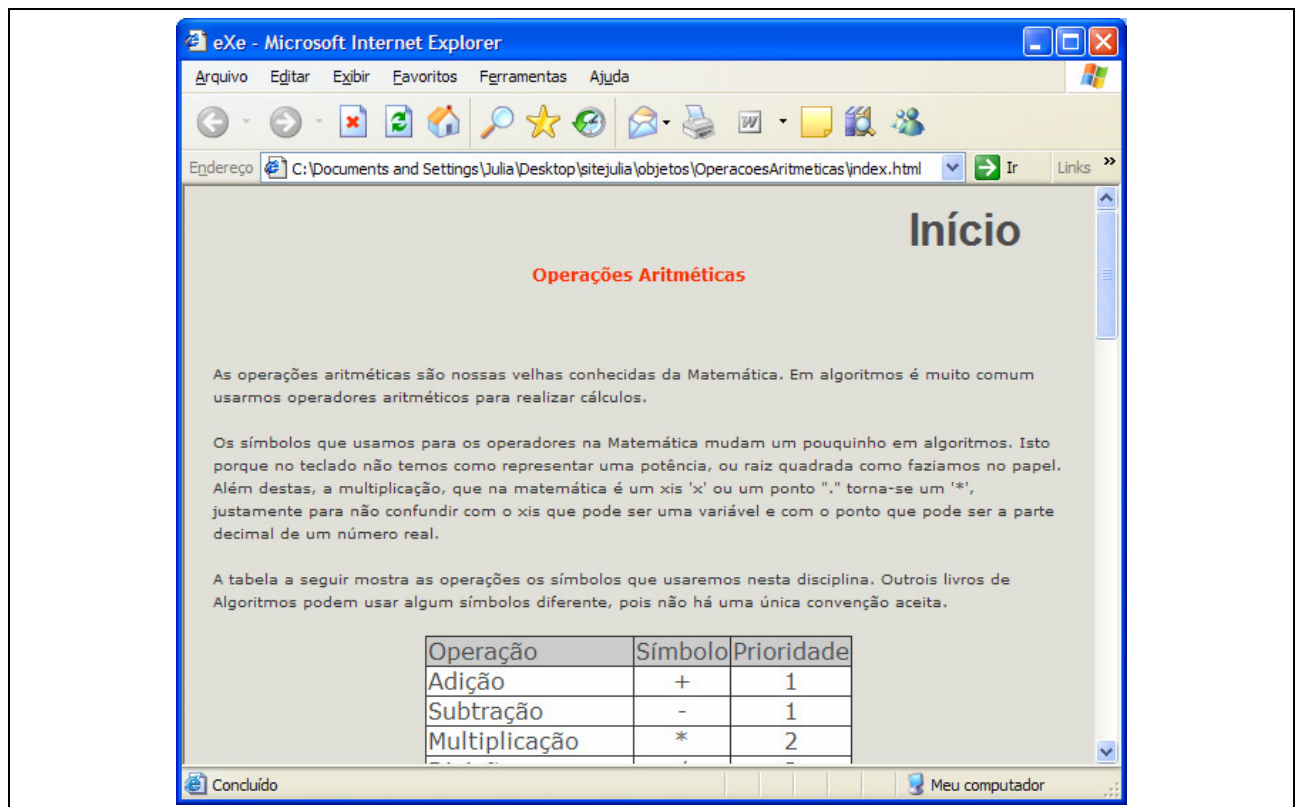 eXe - Microsoft Internet Explorer
Arquivo Editar Exibir Favoritos Ferramentas Ajuda
Endereço C:\Documents and Settings\Julia\Desktop\sitejulia\objetos\OperacoesAritmeticas\index.html Ir Links »
Início
Operações Aritméticas
As operações aritméticas são nossas velhas conhecidas da Matemática. Em algoritmos é muito comum
usarmos operadores aritméticos para realizar cálculos.
Os símbolos que usamos para os operadores na Matemática mudam um pouquinho em algoritmos. Isto
porque no teclado não temos como representar uma potência, ou raiz quadrada como faziamos no papel.
Além destas, a multiplicação, que na matemática é um xis 'x' ou um ponto "." torna-se um '*',
justamente para não confundir com o xis que pode ser uma variável e com o ponto que pode ser a parte
decimal de um número real.
A tabela a seguir mostra as operações os símbolos que usaremos nesta disciplina. Outrois livros de
Algoritmos podem usar algum símbolos diferente, pois não há uma única convenção aceita.
Operação Símbolo Prioridade
Adição + 1
Subtração - 1
Multiplicação * 2
Concluído Meu computador